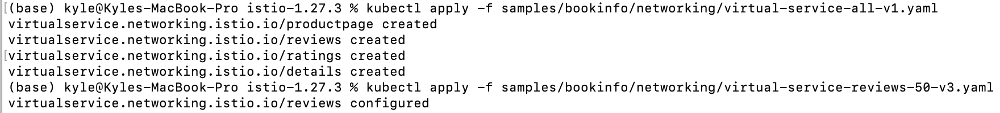 (base) kyle@Kyles-MacBook-Pro istio-1.27.3 % kubectl apply -f samples/bookinfo/networking/virtual-service-all-v1.yaml
virtualservice.networking.istio.io/productpage created
virtualservice.networking.istio.io/reviews created
virtualservice.networking.istio.io/ratings created
virtualservice.networking.istio.io/details created
(base) kyle@Kyles-MacBook-Pro istio-1.27.3 % kubectl apply -f samples/bookinfo/networking/virtual-service-reviews-50-v3.yaml
virtualservice.networking.istio.io/reviews configured